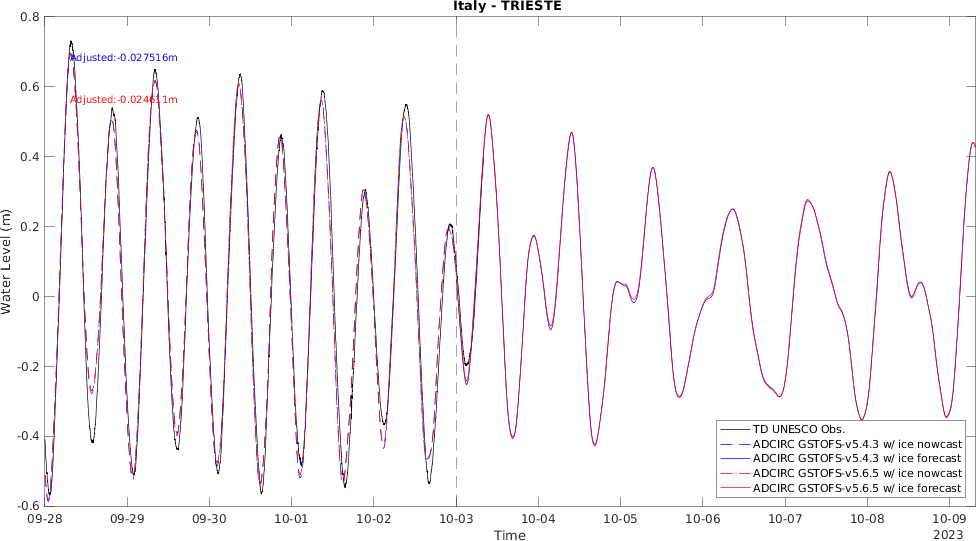 Italy - TRIESTE
Water Level (m)
0.8
0.6
0.4
0.2
0
-0.2
-0.4
-0.6
Adjusted:-0.027516m
Adjusted:-0.024611m
TD UNESCO Obs.
ADCIRC GSTOFS-v5.4.3 w/ ice nowcast
ADCIRC GSTOFS-v5.4.3 w/ ice forecast
ADCIRC GSTOFS-v5.6.5 w/ ice nowcast
ADCIRC GSTOFS-v5.6.5 w/ ice forecast
09-28 09-29 09-30 10-01 10-02 10-03 10-04 10-05 10-06 10-07 10-08 10-09
Time
2023